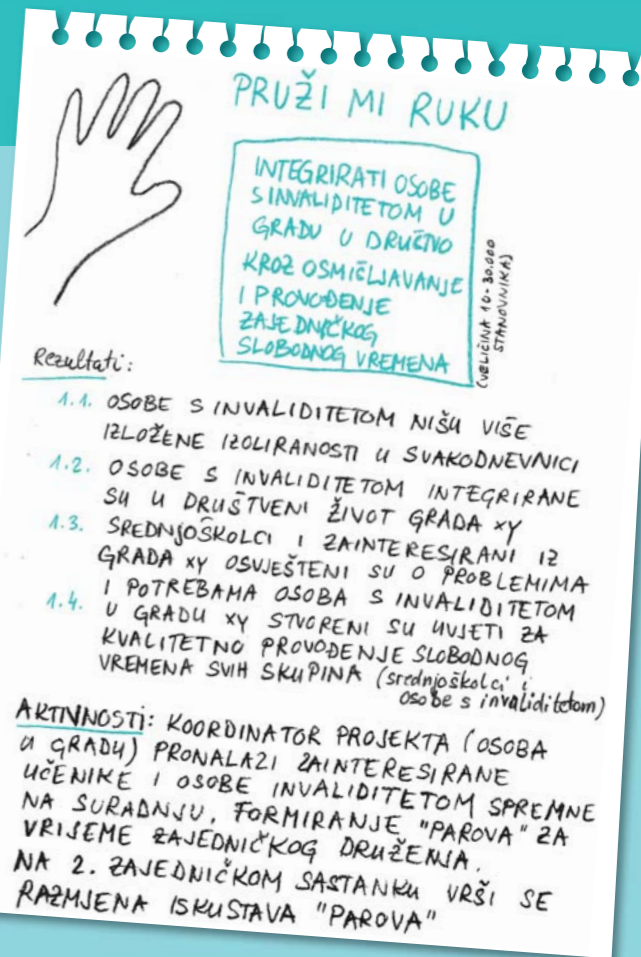 PRUŽI MI RUKU
INTEGRIRATI OSOBE
S INVALIDITETOM U
GRADU U DRUŠTVO
KROZ OSMIŠLJAVANJE
I PROVOĐENJE
ZAJEDNIČKOG
SLOBODNOG VREMENA
(VELIČINA 10-30.000
STANOVNIKA)
Rezultati:
1.1. OSOBE S INVALIDITETOM NISU VIŠE
IZLOŽENE IZOLIRANOSTI U SVAKODNEVNICI
1.2. OSOBE S INVALIDITETOM INTEGRIRANE
SU U DRUŠTVENI ŽIVOT GRADA XY
1.3. SREDNJOŠKOLCI I ZAINTERESIRANI IZ
GRADA XY OSVJEŠTENI SU O PROBLEMIMA
I POTREBAMA OSOBA S INVALIDITETOM
1.4. U GRADU XY STVORENI SU UVJETI ZA
KVALITETNO PROVOĐENJE SLOBODNOG
VREMENA SVIH SKUPINA (srednjoškolci i
osobe s invaliditetom)
AKTIVNOSTI: KOORDINATOR PROJEKTA (OSOBA
U GRADU) PRONALAZI ZAINTERESIRANE
UČENIKE I OSOBE INVALIDITETOM SPREMNE
NA SURADNJU. FORMIRANJE "PAROVA" ZA
VRIJEME ZAJEDNIČKOG DRUŽENJA.
NA 2. ZAJEDNIČKOM SASTANKU VRŠI SE
RAZMJENA ISKUSTAVA "PAROVA"